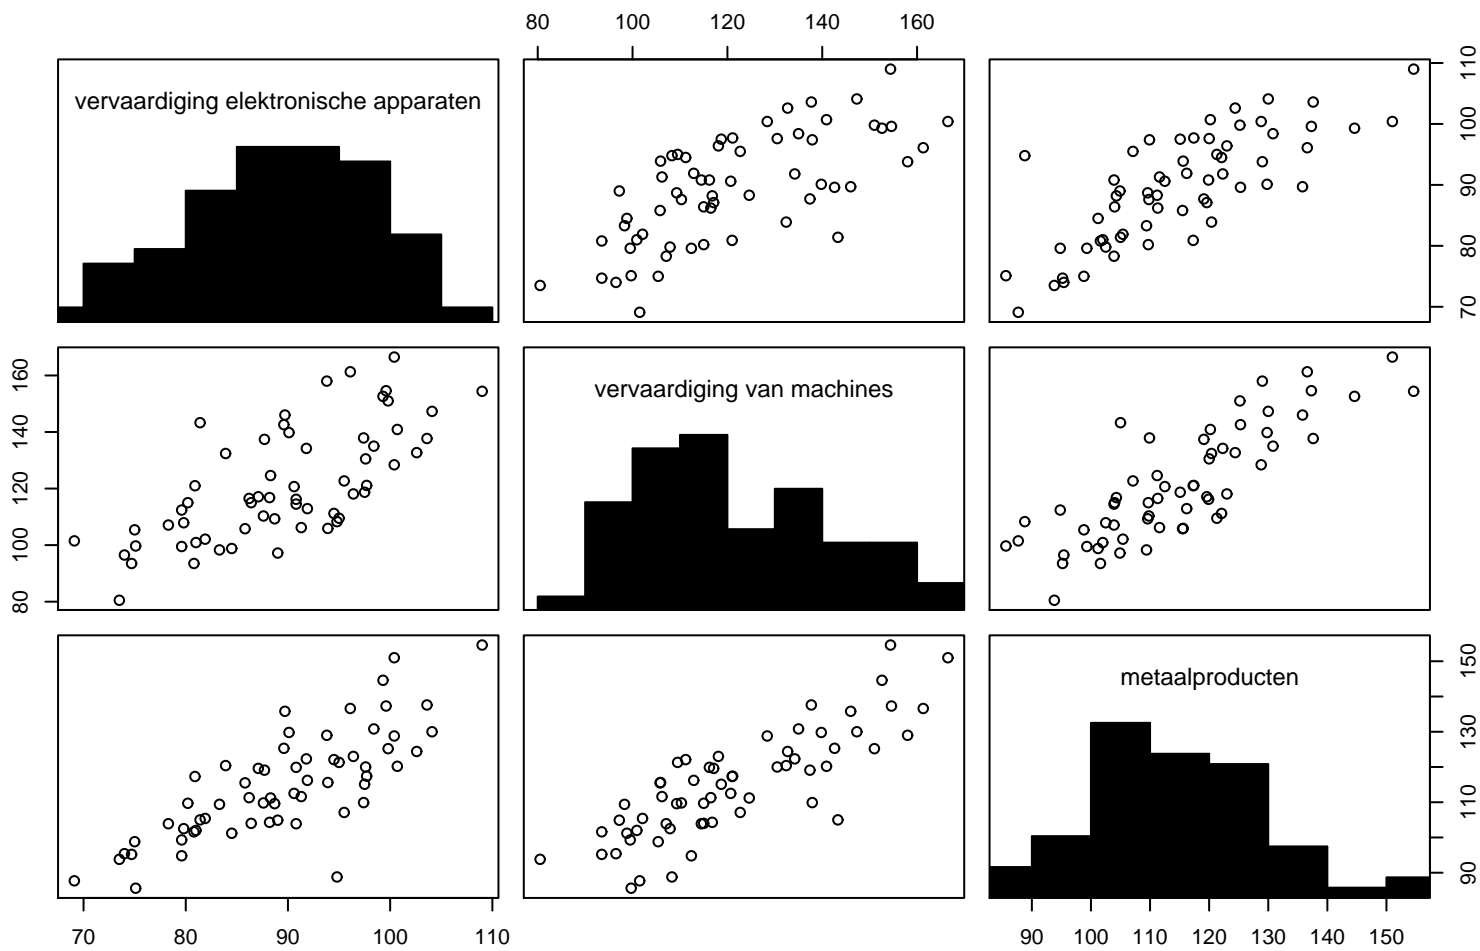 80 100 120 140 160
vervaardiging elektronische apparaten
70 80 90 100 110
80 100 120 140 160
vervaardiging van machines
metaalproducten
90 110 130 150
70 80 90 100 110
90 100 110 120 130 140 150